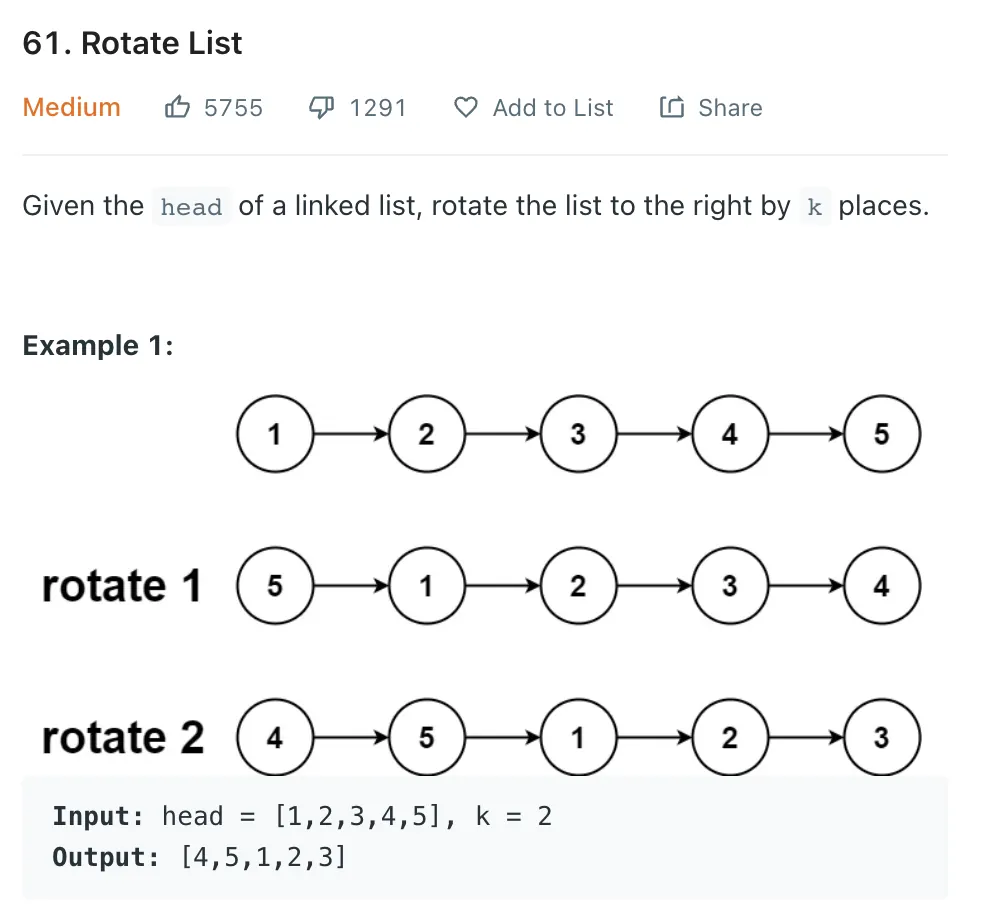 61. Rotate List
Medium 5755 1291 Add to List Share
Given the head of a linked list, rotate the list to the right by k places.
Example 1:
1 2 3 4 5
rotate 1 5 1 2 3 4
rotate 2 4 5 1 2 3
Input: head = [1,2,3,4,5], k = 2
Output: [4,5,1,2,3]